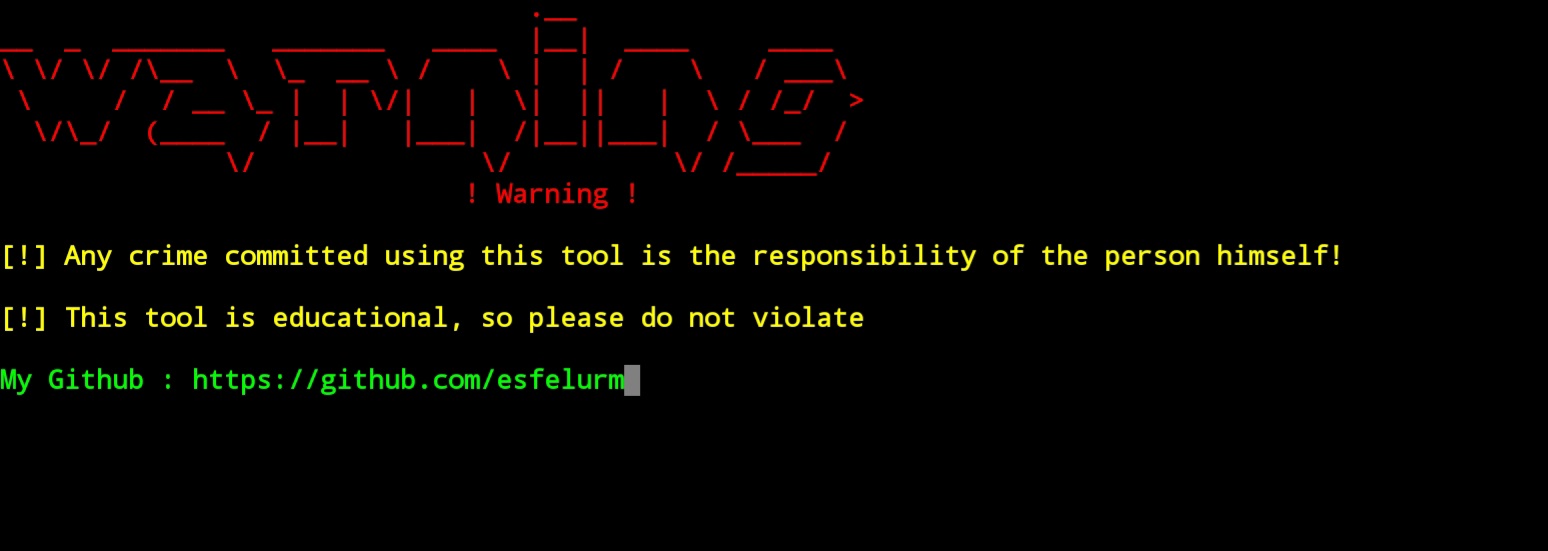 warning
! Warning !
[!] Any crime committed using this tool is the responsibility of the person himself!
[!] This tool is educational, so please do not violate
My Github : https://github.com/esfelurm